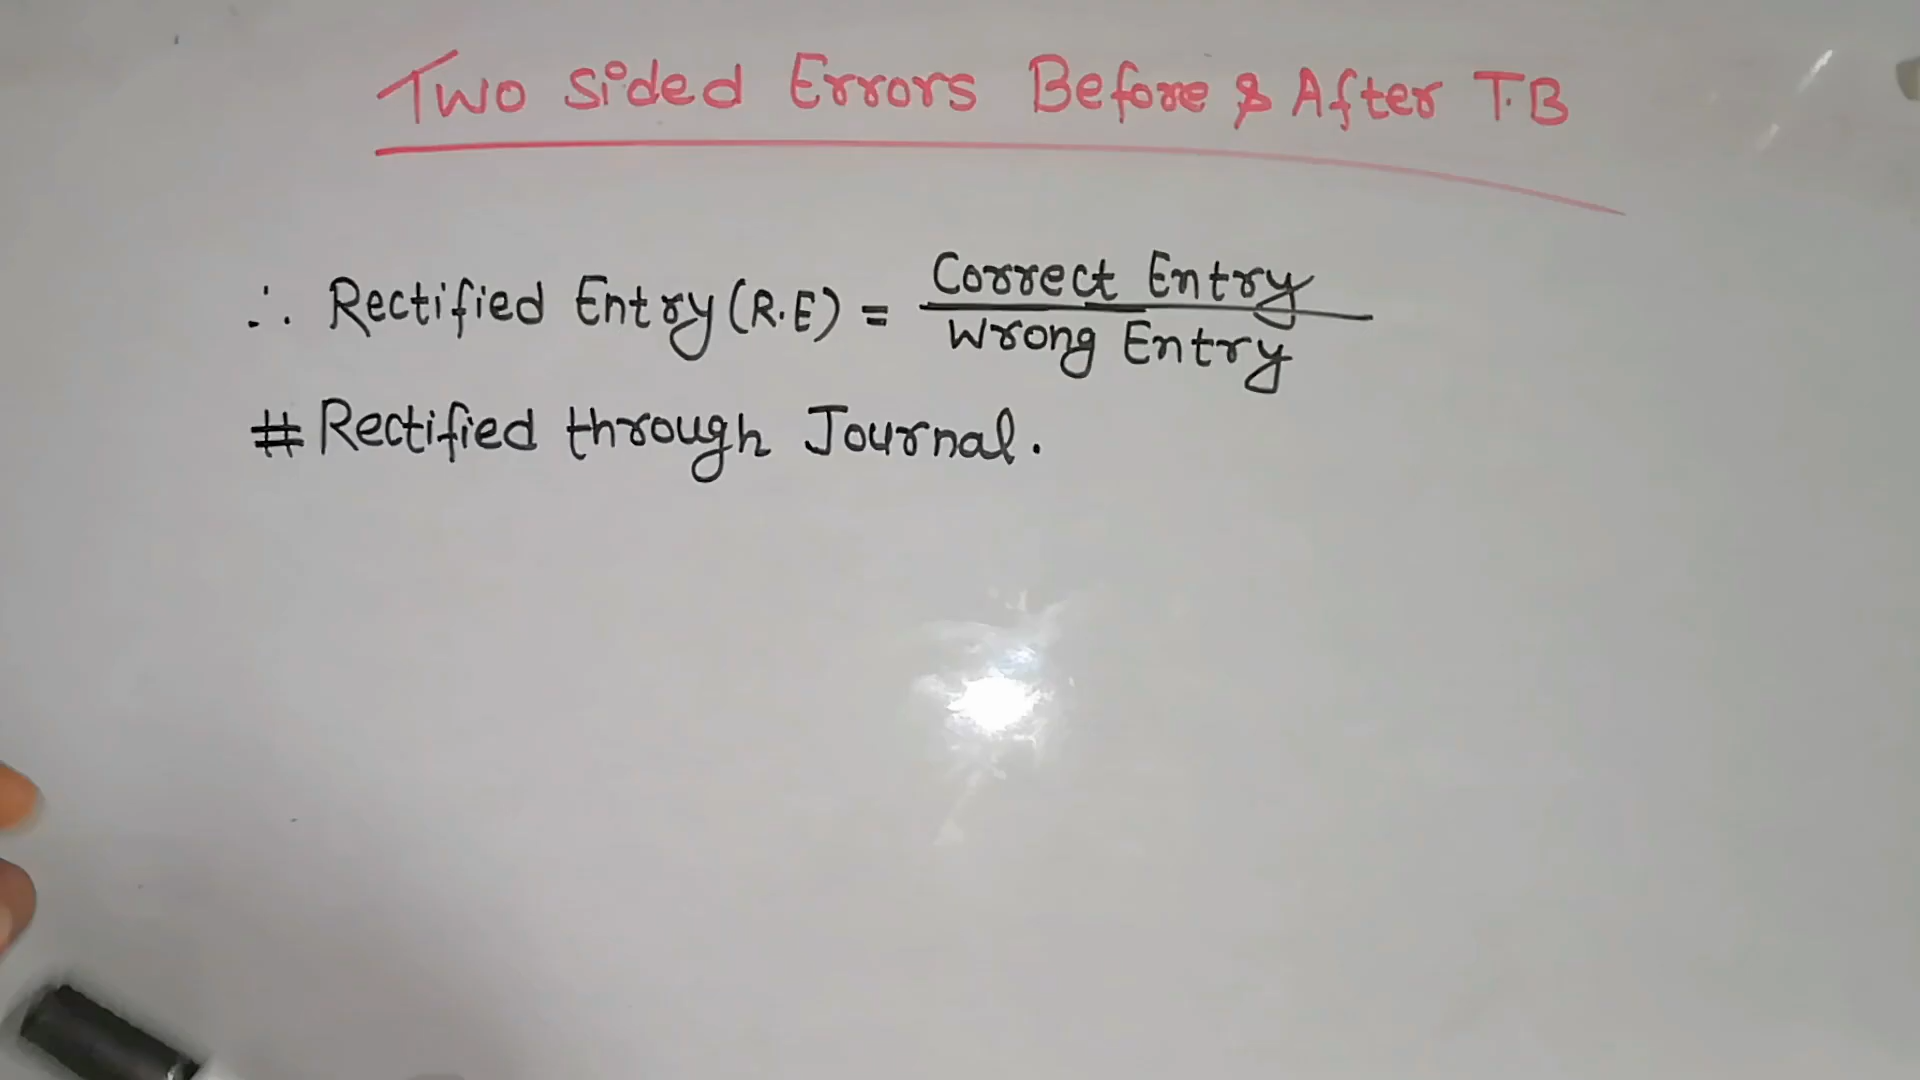 Two Sided Errors Before & After T.B
∴ Rectified Entry (R.E) = Correct Entry
Wrong Entry
# Rectified through Journal.